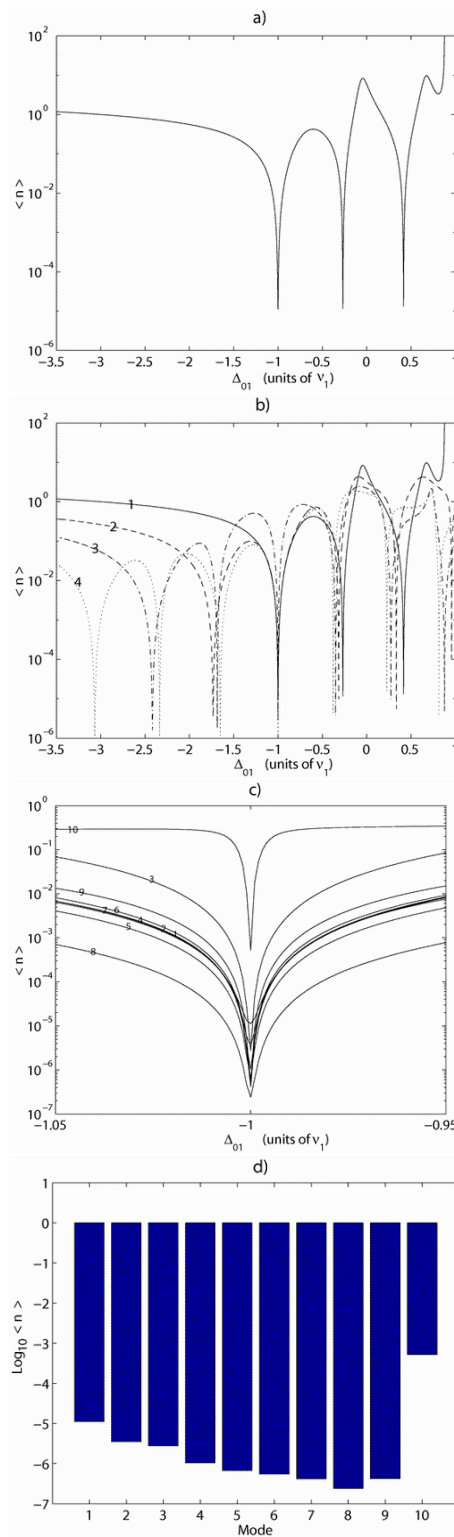 a)
10^2
10^0
10^-2
10^-4
10^-6
< n >
-3.5 -3 -2.5 -2 -1.5 -1 -0.5 0 0.5 1
Δ01 (units of ν1)
b)
10^2
10^0
10^-2
10^-4
10^-6
< n >
1
2
3
4
-3.5 -3 -2.5 -2 -1.5 -1 -0.5 0 0.5 1
Δ01 (units of ν1)
c)
10^0
10^-1
10^-2
10^-3
10^-4
10^-5
10^-6
10^-7
< n >
10
3
9
7 6 4 2 1
5
8
-1.05 -1 -0.95
Δ01 (units of ν1)
d)
1
0
-1
-2
-3
-4
-5
-6
-7
Log10 < n >
1 2 3 4 5 6 7 8 9 10
Mode